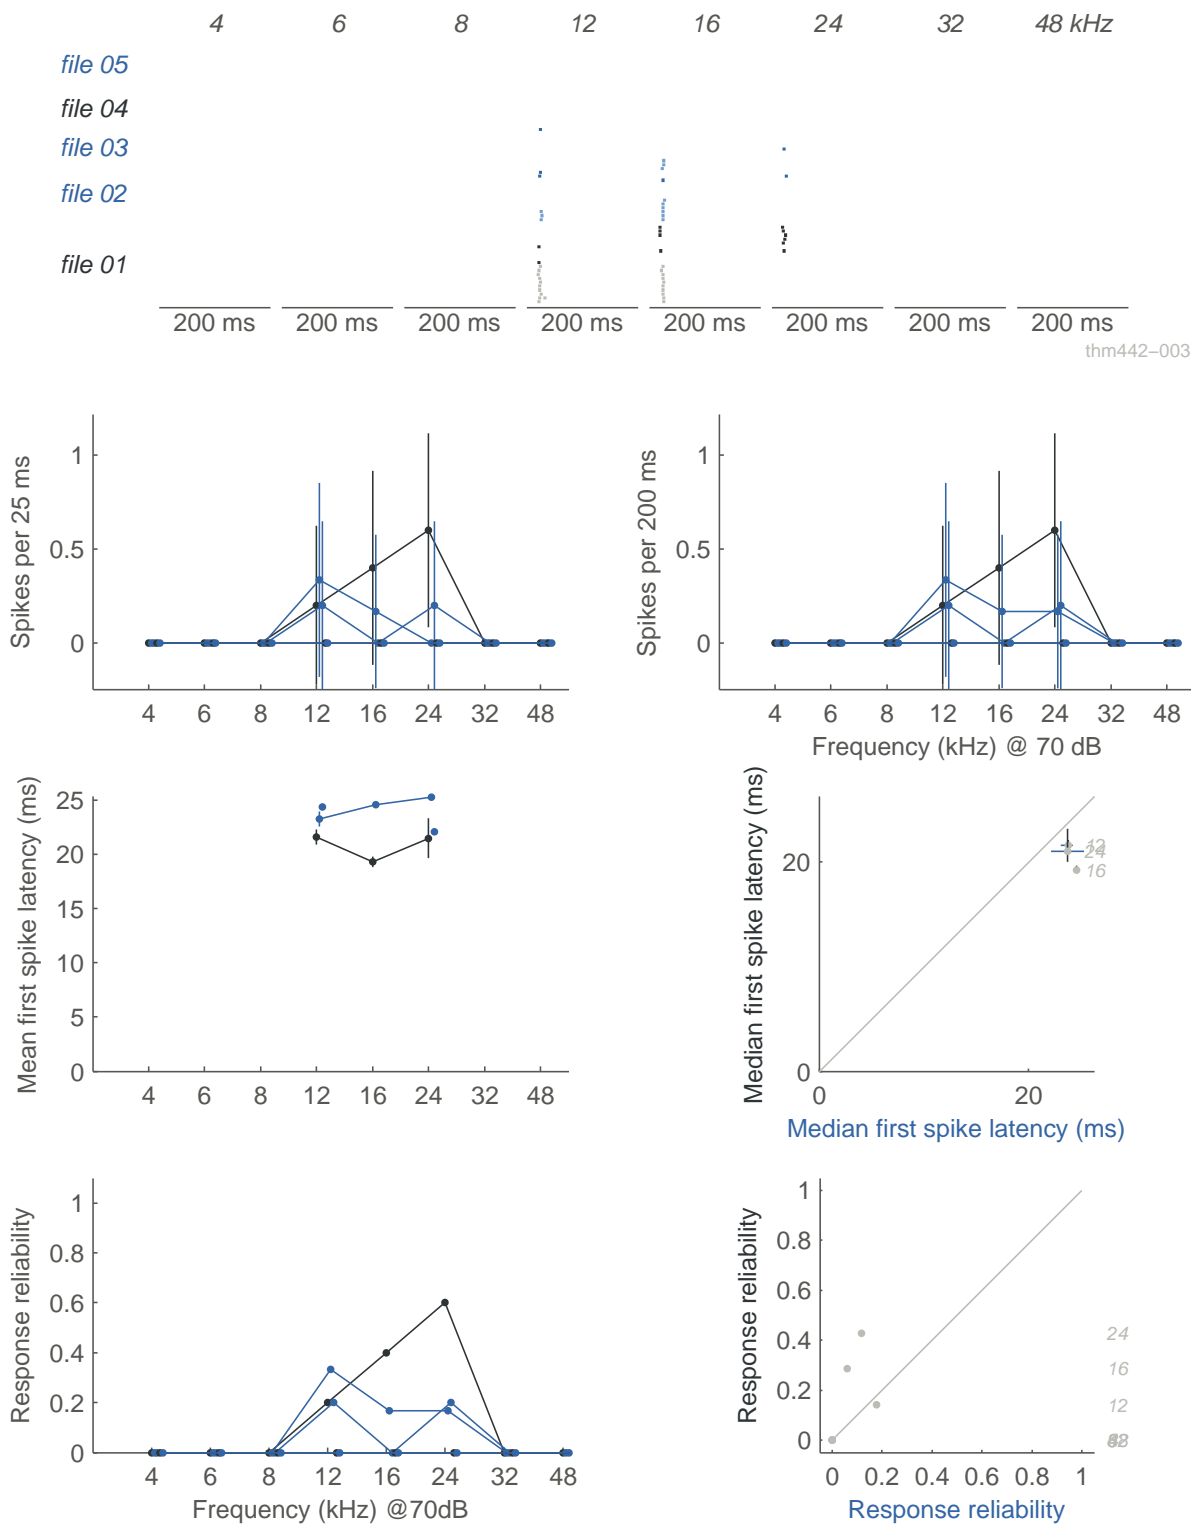 4 6 8 12 16 24 32 48 kHz
file 05
file 04
file 03
file 02
file 01
200 ms 200 ms 200 ms 200 ms 200 ms 200 ms 200 ms 200 ms
thm442–003
Spikes per 25 ms
1
0.5
0
4 6 8 12 16 24 32 48
Spikes per 200 ms
1
0.5
0
4 6 8 12 16 24 32 48
Frequency (kHz) @ 70 dB
Mean first spike latency (ms)
25
20
15
10
5
0
4 6 8 12 16 24 32 48
Median first spike latency (ms)
20
0
12
24
16
0 20
Median first spike latency (ms)
Response reliability
1
0.8
0.6
0.4
0.2
0
4 6 8 12 16 24 32 48
Frequency (kHz) @70dB
Response reliability
1
0.8
0.6
0.4
0.2
0
24
16
12
0 0.2 0.4 0.6 0.8 1
Response reliability